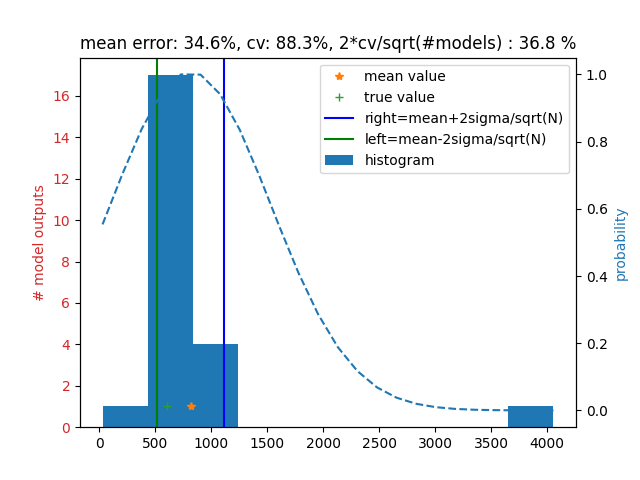 mean error: 34.6%, cv: 88.3%, 2*cv/sqrt(#models) : 36.8 %
mean value
true value
right=mean+2sigma/sqrt(N)
left=mean-2sigma/sqrt(N)
histogram
# model outputs
16
14
12
10
8
6
4
2
0
1.0
0.8
0.6
0.4
0.2
0.0
probability
0 500 1000 1500 2000 2500 3000 3500 4000